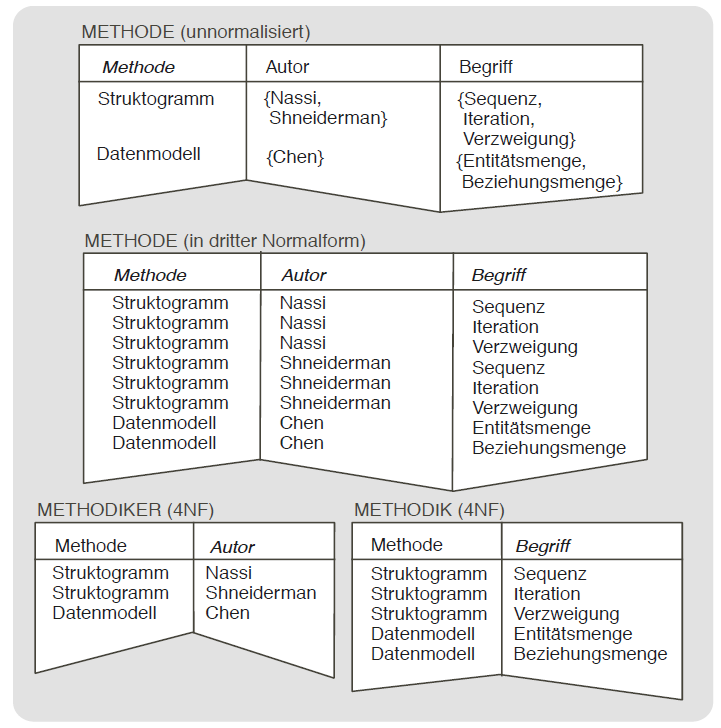 METHODE (unnormalisiert)
Methode Autor Begriff
Struktogramm {Nassi, {Sequenz,
Shneiderman} Iteration,
Verzweigung}
Datenmodell {Chen} {Entitätsmenge,
Beziehungsmenge}
METHODE (in dritter Normalform)
Methode Autor Begriff
Struktogramm Nassi Sequenz
Struktogramm Nassi Iteration
Struktogramm Nassi Verzweigung
Struktogramm Shneiderman Sequenz
Struktogramm Shneiderman Iteration
Struktogramm Shneiderman Verzweigung
Datenmodell Chen Entitätsmenge
Datenmodell Chen Beziehungsmenge
METHODIKER (4NF)
Methode Autor
Struktogramm Nassi
Struktogramm Shneiderman
Datenmodell Chen
METHODIK (4NF)
Methode Begriff
Struktogramm Sequenz
Struktogramm Iteration
Struktogramm Verzweigung
Datenmodell Entitätsmenge
Datenmodell Beziehungsmenge